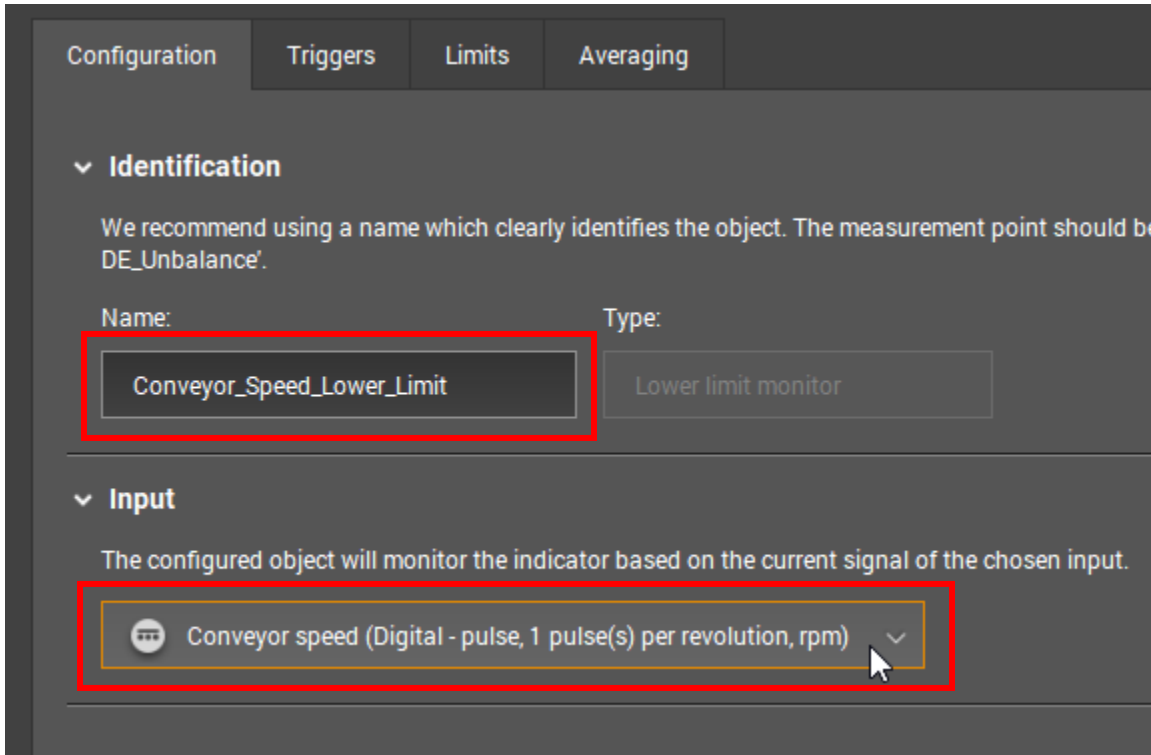 Configuration Triggers Limits Averaging
Identification
We recommend using a name which clearly identifies the object. The measurement point should be
DE_Unbalance'.
Name: Type:
Conveyor_Speed_Lower_Limit Lower limit monitor
Input
The configured object will monitor the indicator based on the current signal of the chosen input.
Conveyor speed (Digital - pulse, 1 pulse(s) per revolution, rpm)